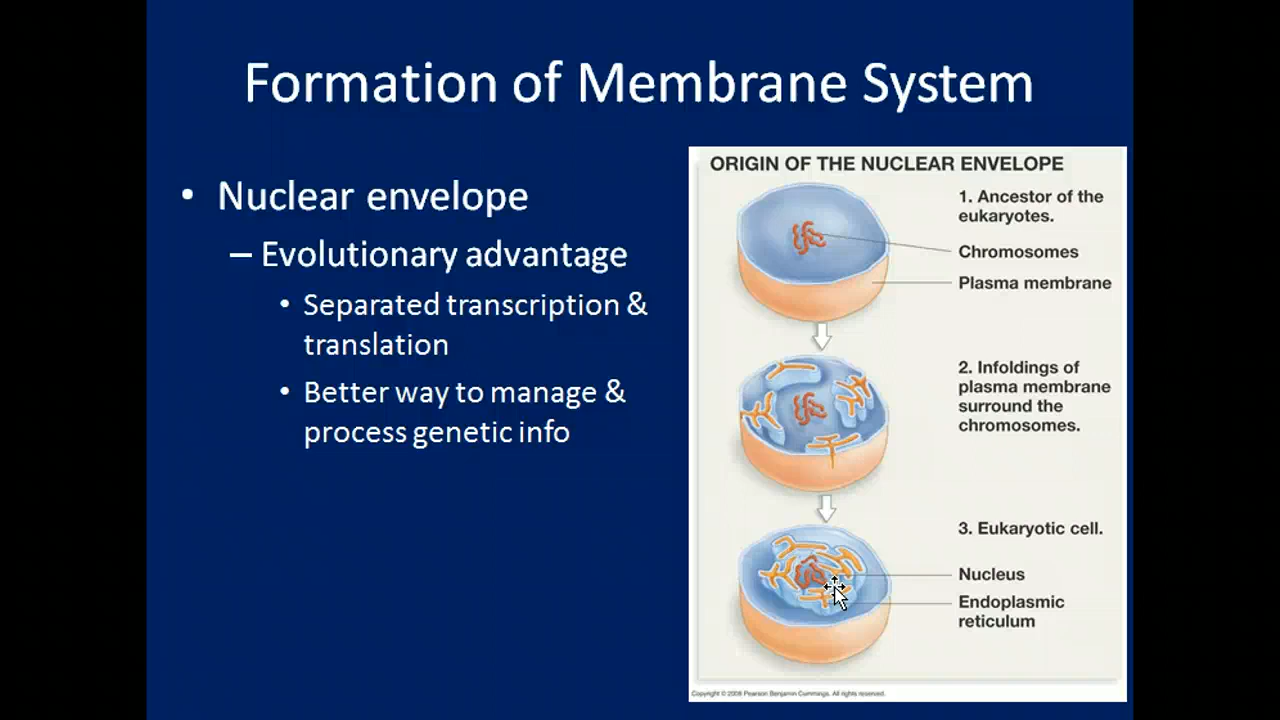 Formation of Membrane System
• Nuclear envelope
– Evolutionary advantage
• Separated transcription &
translation
• Better way to manage &
process genetic info
ORIGIN OF THE NUCLEAR ENVELOPE
1. Ancestor of the
eukaryotes.
Chromosomes
Plasma membrane
2. Infoldings of
plasma membrane
surround the
chromosomes.
3. Eukaryotic cell.
Nucleus
Endoplasmic
reticulum
Copyright © 2008 Pearson Benjamin Cummings. All rights reserved.